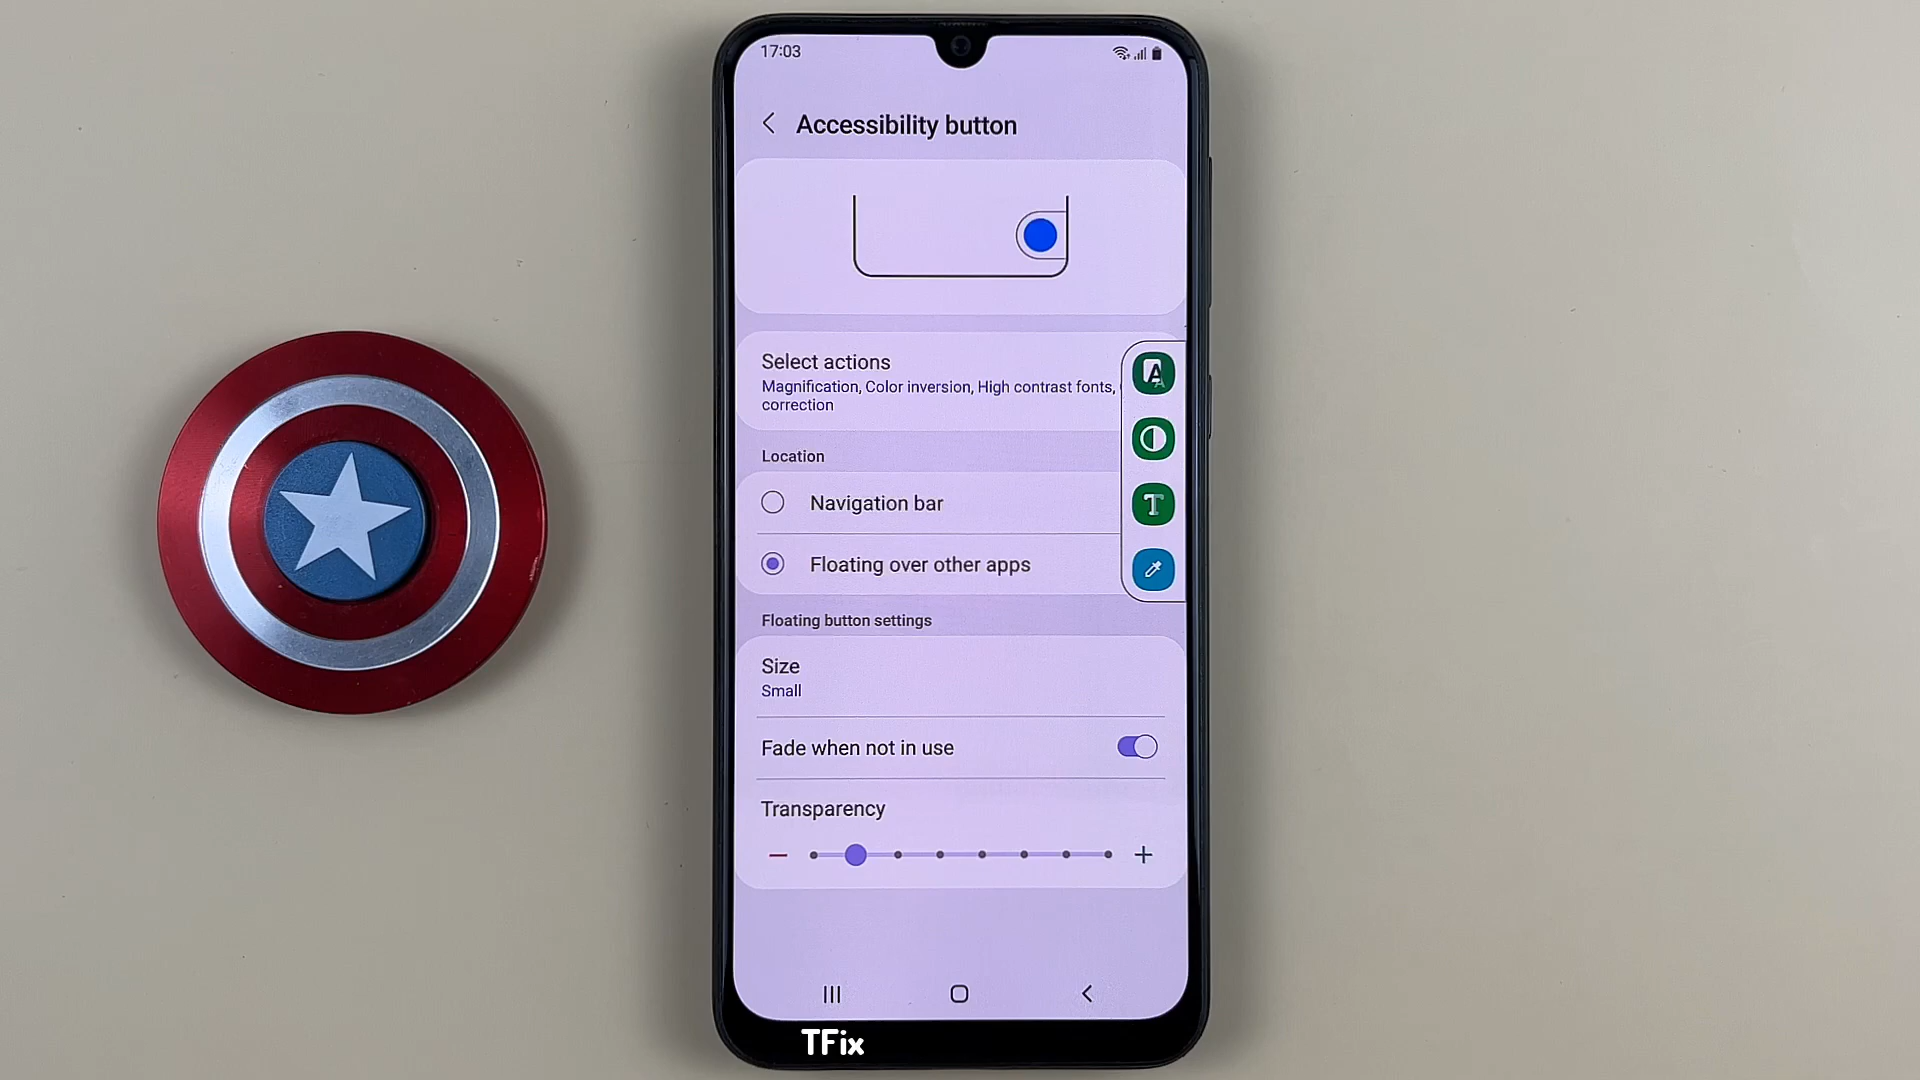 17:03
Accessibility button
Select actions
Magnification, Color inversion, High contrast fonts,
correction
Location
Navigation bar
Floating over other apps
Floating button settings
Size
Small
Fade when not in use
Transparency
TFix